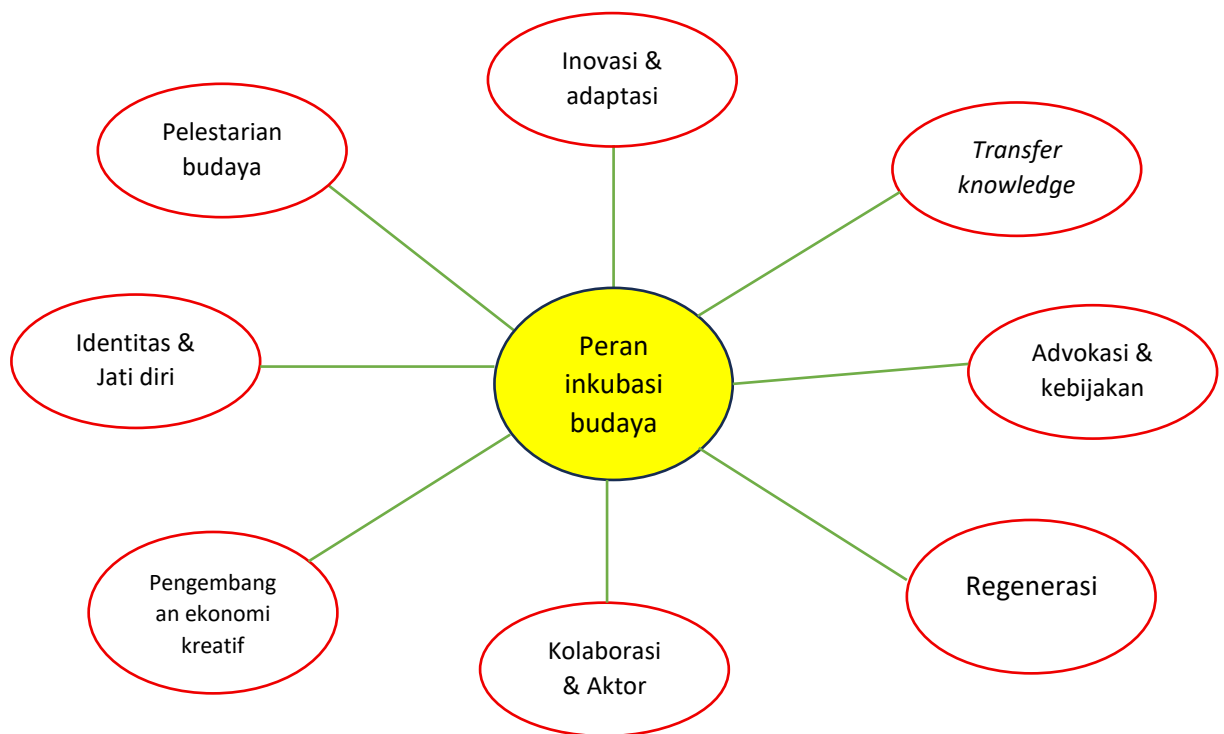 Inovasi &
adaptasi
Pelestarian
budaya
Transfer
knowledge
Identitas &
Jati diri
Peran
inkubasi
budaya
Advokasi &
kebijakan
Pengembang
an ekonomi
kreatif
Kolaborasi
& Aktor
Regenerasi